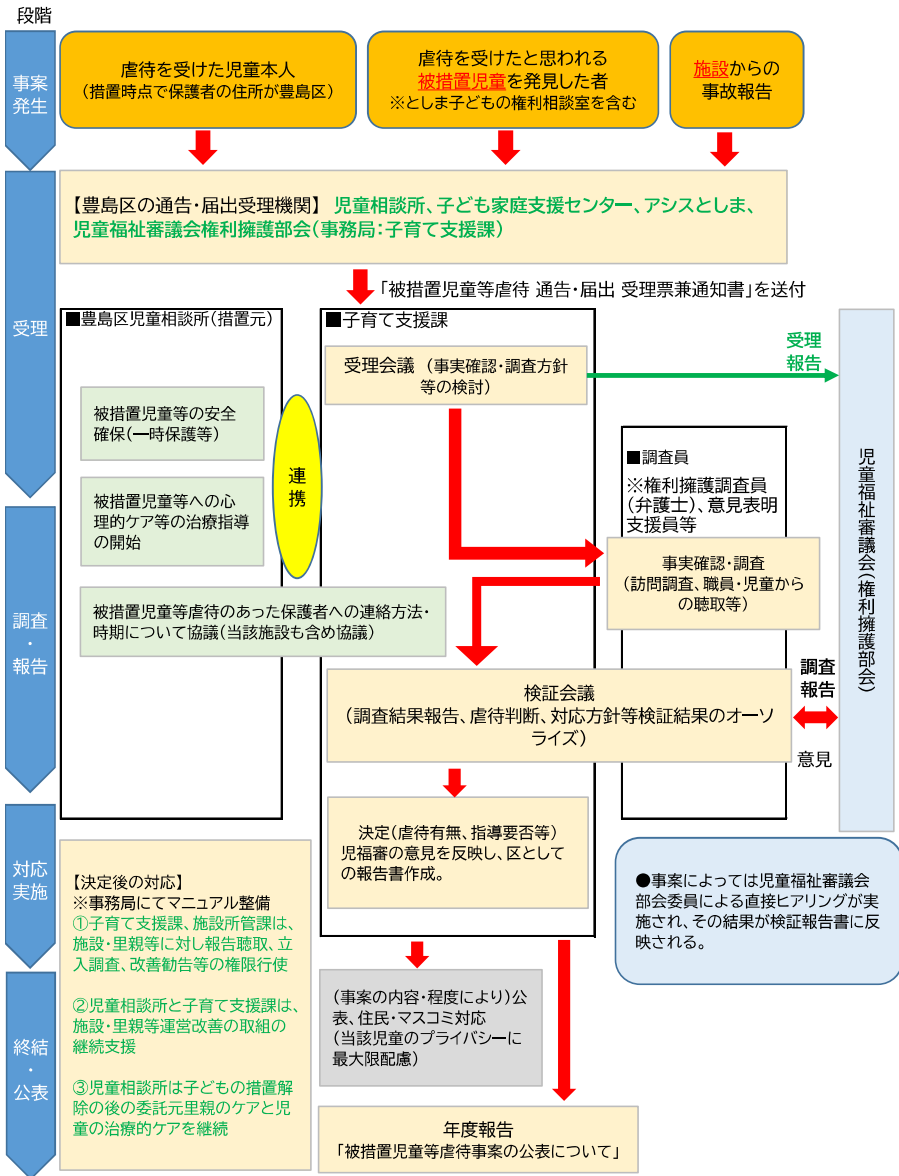 段階
事案
発生
虐待を受けた児童本人
(措置時点で保護者の住所が豊島区)
虐待を受けたと思われる
被措置児童を発見した者
※としま子どもの権利相談室を含む
施設からの
事故報告
受理
【豊島区の通告・届出受理機関】 児童相談所、子ども家庭支援センター、アシスとしま、
児童福祉審議会権利擁護部会(事務局:子育て支援課)
「被措置児童等虐待 通告・届出 受理票兼通知書」を送付
■豊島区児童相談所(措置元)
■子育て支援課
受理会議 (事実確認・調査方針
等の検討)
受理
報告
被措置児童等の安全
確保(一時保護等)
連
携
被措置児童等への心
理的ケア等の治療指導
の開始
■調査員
※権利擁護調査員
(弁護士)、意見表明
支援員等
児童福祉審議会(権利擁護部会)
調査
・
報告
事実確認・調査
(訪問調査、職員・児童から
の聴取等)
被措置児童等虐待のあった保護者への連絡方法・
時期について協議(当該施設も含め協議)
検証会議
(調査結果報告、虐待判断、対応方針等検証結果のオーソ
ライズ)
調査
報告
意見
対応
実施
決定(虐待有無、指導要否等)
児福審の意見を反映し、区として
の報告書作成。
●事案によっては児童福祉審議会
部会委員による直接ヒアリングが実
施され、その結果が検証報告書に反
映される。
【決定後の対応】
※事務局にてマニュアル整備
①子育て支援課、施設所管課は、
施設・里親等に対し報告聴取、立
入調査、改善勧告等の権限行使
②児童相談所と子育て支援課は、
施設・里親等運営改善の取組の
継続支援
③児童相談所は子どもの措置解
除の後の委託元里親のケアと児
童の治療的ケアを継続
終結
・
公表
(事案の内容・程度により)公
表、住民・マスコミ対応
(当該児童のプライバシーに
最大限配慮)
年度報告
「被措置児童等虐待事案の公表について」